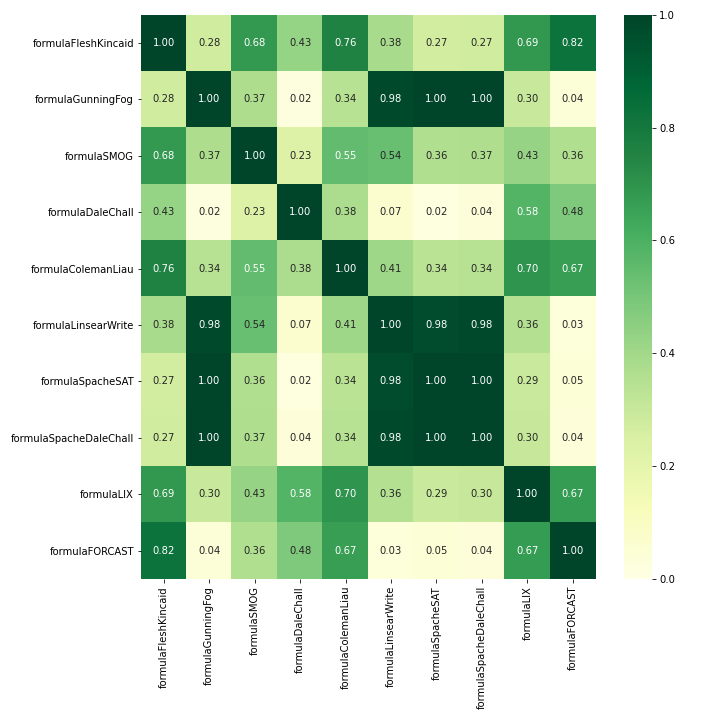 formulaFleshKincaid 1.00 0.28 0.68 0.43 0.76 0.38 0.27 0.27 0.69 0.82
formulaGunningFog 0.28 1.00 0.37 0.02 0.34 0.98 1.00 1.00 0.30 0.04
formulaSMOG 0.68 0.37 1.00 0.23 0.55 0.54 0.36 0.37 0.43 0.36
formulaDaleChall 0.43 0.02 0.23 1.00 0.38 0.07 0.02 0.04 0.58 0.48
formulaColemanLiau 0.76 0.34 0.55 0.38 1.00 0.41 0.34 0.34 0.70 0.67
formulaLinsearWrite 0.38 0.98 0.54 0.07 0.41 1.00 0.98 0.98 0.36 0.03
formulaSpacheSAT 0.27 1.00 0.36 0.02 0.34 0.98 1.00 1.00 0.29 0.05
formulaSpacheDaleChall 0.27 1.00 0.37 0.04 0.34 0.98 1.00 1.00 0.30 0.04
formulaLIX 0.69 0.30 0.43 0.58 0.70 0.36 0.29 0.30 1.00 0.67
formulaFORCAST 0.82 0.04 0.36 0.48 0.67 0.03 0.05 0.04 0.67 1.00
formulaFleshKincaid
formulaGunningFog
formulaSMOG
formulaDaleChall
formulaColemanLiau
formulaLinsearWrite
formulaSpacheSAT
formulaSpacheDaleChall
formulaLIX
formulaFORCAST
1.0
0.8
0.6
0.4
0.2
0.0